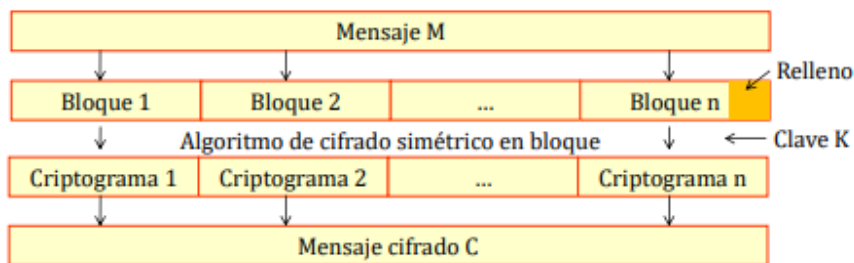 Mensaje M
Relleno
Bloque 1 Bloque 2 ... Bloque n
Algoritmo de cifrado simétrico en bloque Clave K
Criptograma 1 Criptograma 2 ... Criptograma n
Mensaje cifrado C